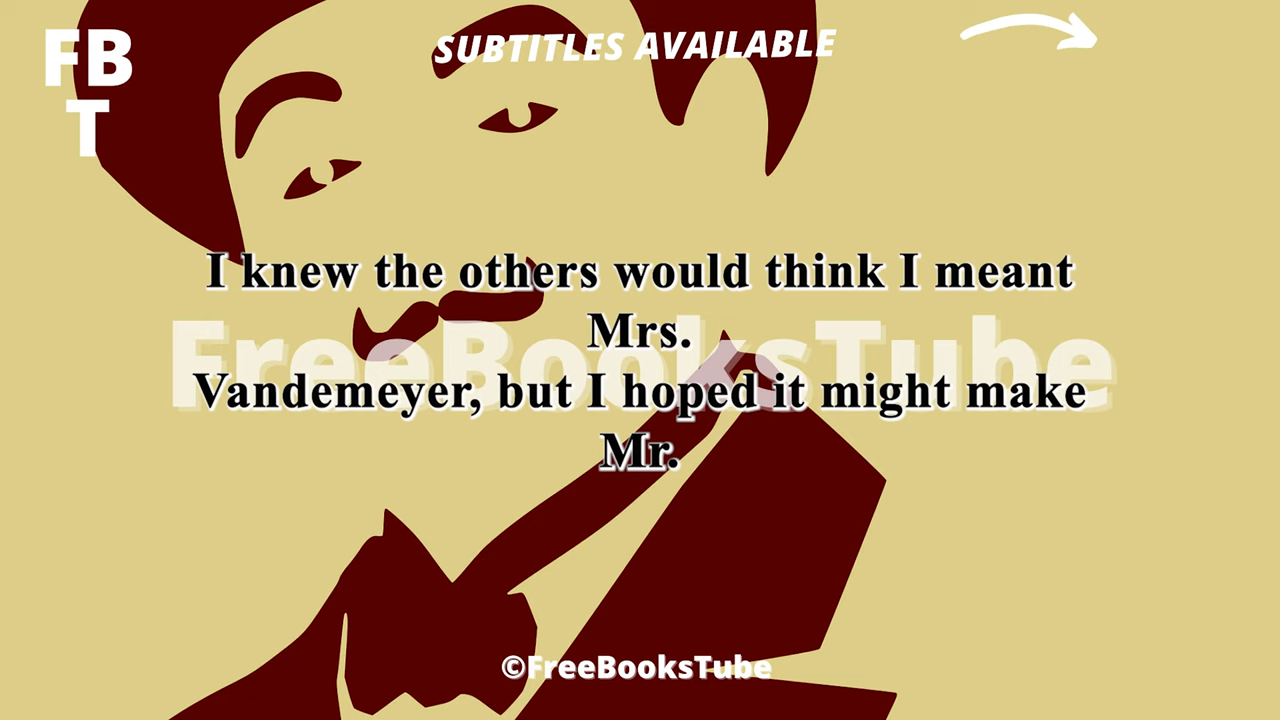 FB
T
SUBTITLES AVAILABLE
I knew the others would think I meant
Mrs.
FreeBooksTube
Vandemeyer, but I hoped it might make
Mr.
©FreeBooksTube